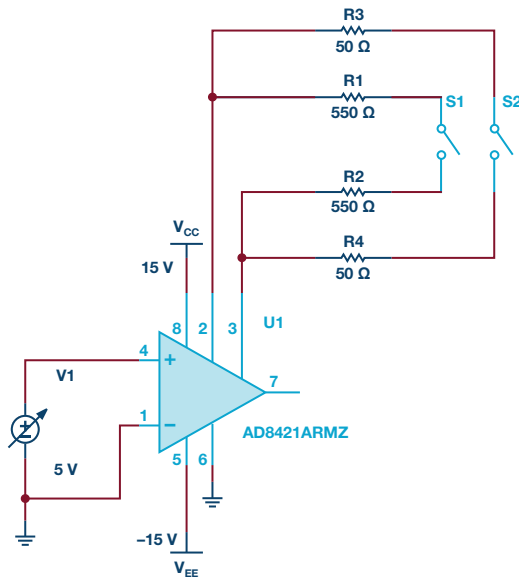 R3
50 Ω
R1
550 Ω
S1
S2
R2
550 Ω
R4
50 Ω
VCC
15 V
8
2
3
U1
4
+
V1
7
1
−
AD8421ARMZ
5 V
5
6
−15 V
VEE